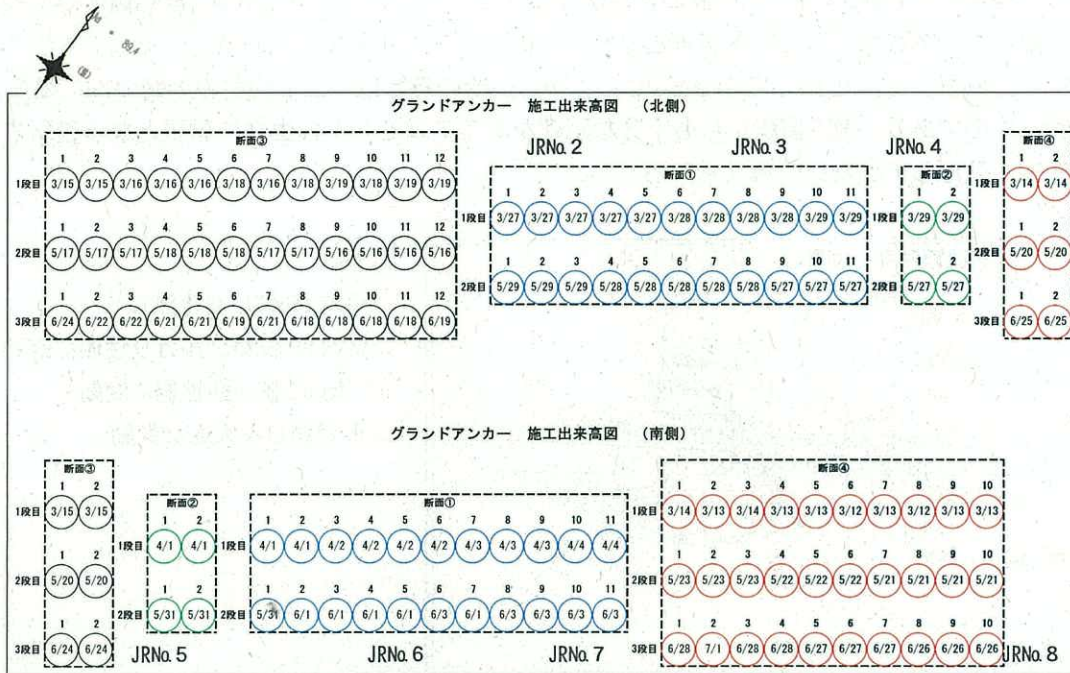 グランドアンカー 施工出来高図 （北側）
断面③
1 2 3 4 5 6 7 8 9 10 11 12
1段目 3/15 3/15 3/16 3/16 3/16 3/18 3/16 3/18 3/19 3/18 3/19 3/19
1 2 3 4 5 6 7 8 9 10 11 12
2段目 5/17 5/17 5/17 5/18 5/18 5/17 5/17 5/16 5/17 5/16 5/16 5/16
1 2 3 4 5 6 7 8 9 10 11 12
3段目 6/24 6/22 6/22 6/21 6/21 6/19 6/21 6/18 6/18 6/18 6/18 6/19
JRNo.2 JRNo.3 JRNo.4
断面①
1 2 3 4 5 6 7 8 9 10 11
1段目 3/27 3/27 3/27 3/27 3/27 3/28 3/28 3/28 3/28 3/29 3/29
1 2 3 4 5 6 7 8 9 10 11
2段目 5/29 5/29 5/29 5/28 5/28 5/28 5/28 5/27 5/28 5/27 5/27
断面②
1 2
1段目 3/29 3/29
1 2
2段目 5/27 5/27
断面④
1 2
1段目 3/14 3/14
1 2
2段目 5/20 5/20
1 2
3段目 6/25 6/25
グランドアンカー 施工出来高図 （南側）
断面③
1 2
1段目 3/15 3/15
1 2
2段目 5/20 5/20
1 2
3段目 6/24 6/24
断面②
1 2
1段目 4/1 4/1
1 2
2段目 5/31 5/31
断面①
1 2 3 4 5 6 7 8 9 10 11
1段目 4/1 4/1 4/2 4/2 4/2 4/2 4/3 4/3 4/3 4/4 4/4
1 2 3 4 5 6 7 8 9 10 11
2段目 5/31 6/1 6/1 6/1 6/1 6/3 6/1 6/3 6/3 6/3 6/3
断面④
1 2 3 4 5 6 7 8 9 10
1段目 3/14 3/13 3/14 3/13 3/13 3/12 3/13 3/12 3/13 3/13
1 2 3 4 5 6 7 8 9 10
2段目 5/23 5/23 5/23 5/22 5/22 5/22 5/21 5/21 5/21 5/21
1 2 3 4 5 6 7 8 9 10
3段目 6/28 7/1 6/28 6/28 6/27 6/27 6/27 6/26 6/26 6/26
JRNo.5 JRNo.6 JRNo.7 JRNo.8